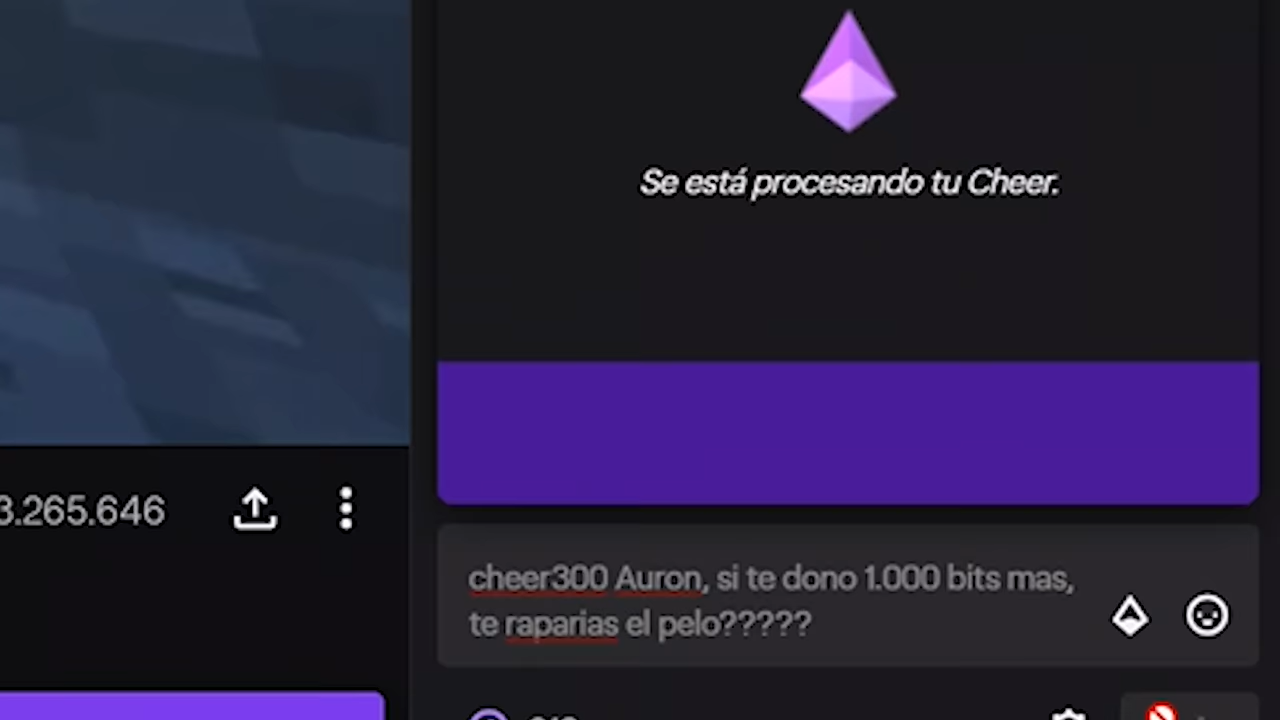 Se está procesando tu Cheer.
3.265.646
cheer300 Auron, si te dono 1.000 bits mas,
te raparias el pelo?????